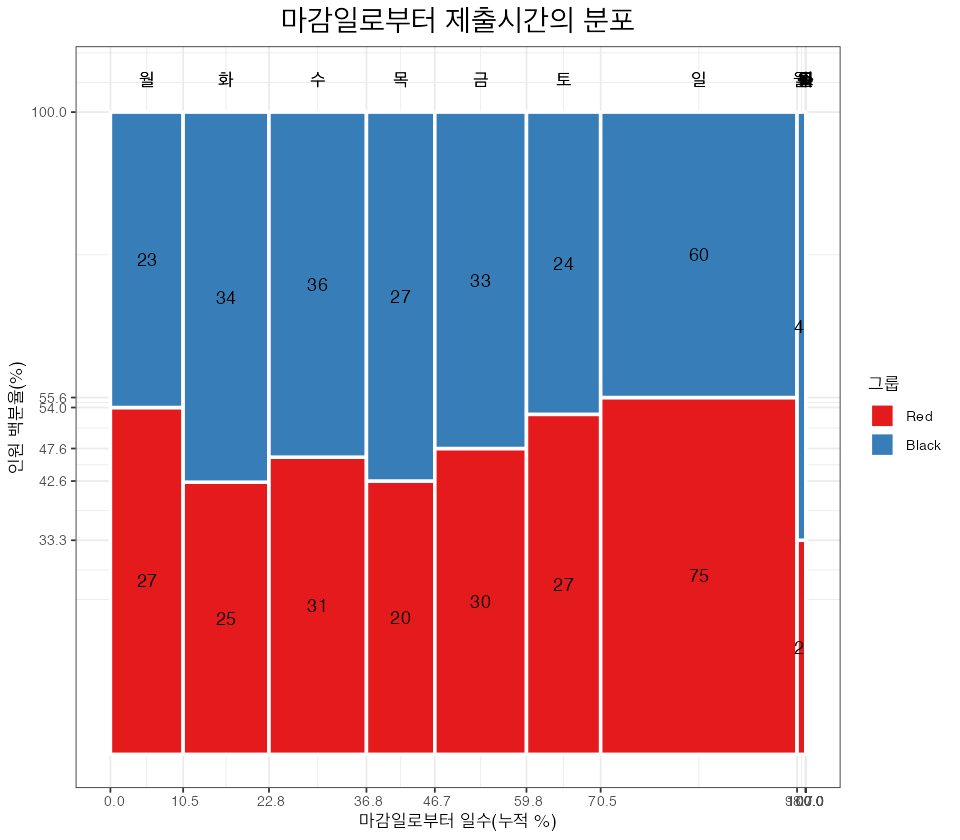 마감일로부터 제출시간의 분포
월 화 수 목 금 토 일 월
100.0
23 34 36 27 33 24 60 4
55.6
54.0
47.6
42.6
33.3
27 25 31 20 30 27 75 2
0.0 10.5 22.8 36.8 46.7 59.8 70.5
마감일로부터 일수(누적 %)
인원 백분율(%)
그룹
Red
Black